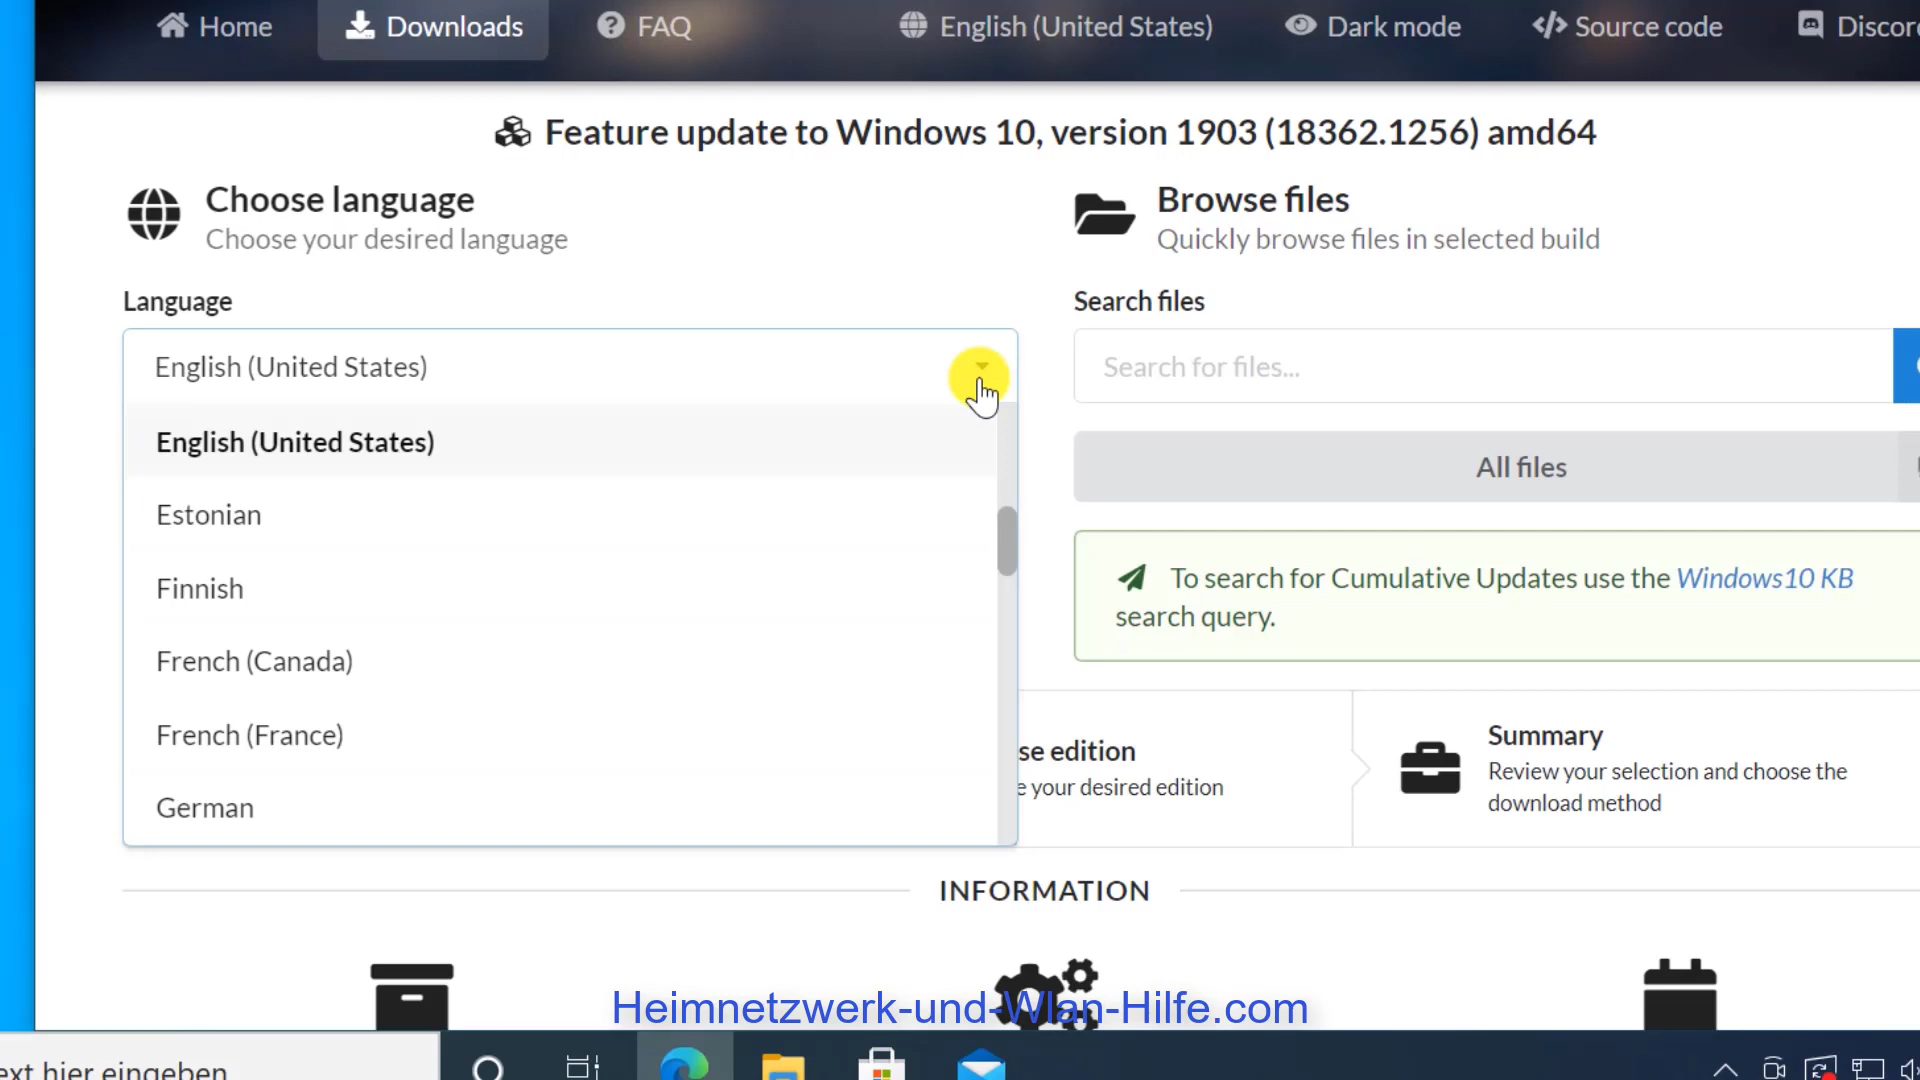 Home
Downloads
FAQ
English (United States)
Dark mode
Source code
Discor
Feature update to Windows 10, version 1903 (18362.1256) amd64
Choose language
Choose your desired language
Browse files
Quickly browse files in selected build
Language
Search files
English (United States)
Search for files...
English (United States)
Estonian
Finnish
French (Canada)
French (France)
German
All files
To search for Cumulative Updates use the Windows10 KB
search query.
se edition
e your desired edition
Summary
Review your selection and choose the
download method
INFORMATION
Heimnetzwerk-und-Wlan-Hilfe.com
ext hier eingeben